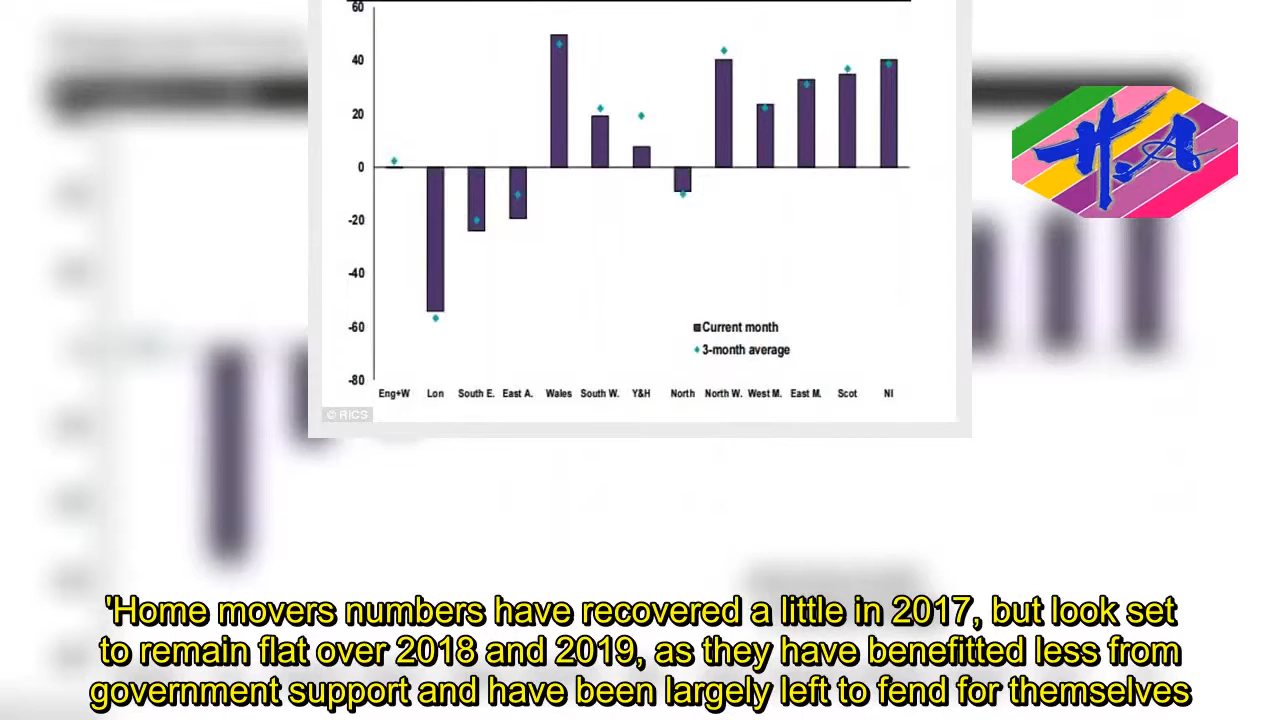 60
40
20
0
-20
-40
-60
-80
Current month
3-month average
Eng+W Lon South E. East A. Wales South W. Y&H North North W. West M. East M. Scot NI
© RICS
H.A
'Home movers numbers have recovered a little in 2017, but look set
to remain flat over 2018 and 2019, as they have benefitted less from
government support and have been largely left to fend for themselves